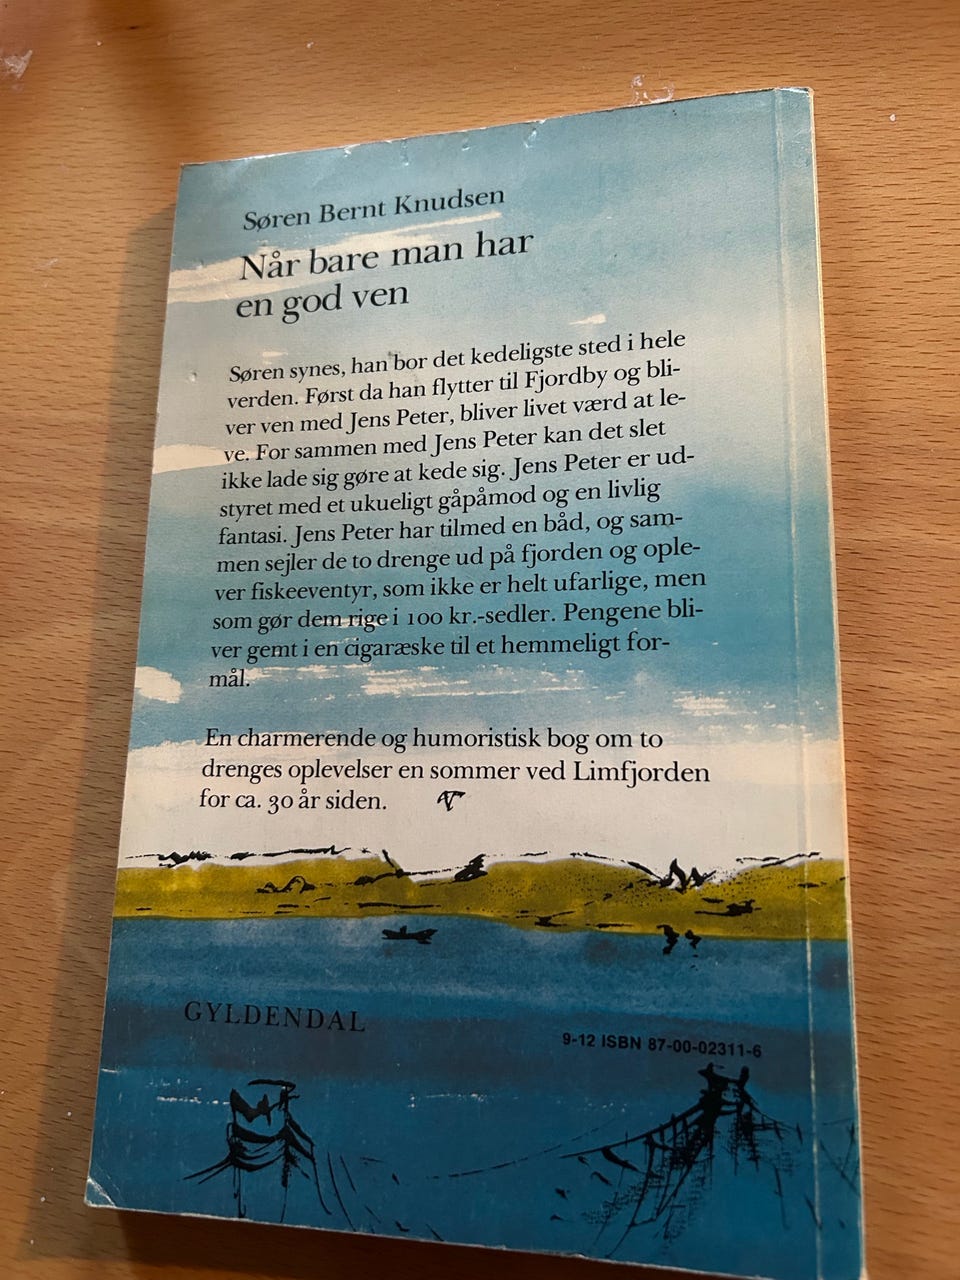 Søren Bernt Knudsen
Når bare man har
en god ven
Søren synes, han bor det kedeligste sted i hele
verden. Først da han flytter til Fjordby og bli-
ver ven med Jens Peter, bliver livet værd at le-
ve. For sammen med Jens Peter kan det slet
ikke lade sig gøre at kede sig. Jens Peter er ud-
styret med et ukueligt gåpåmod og en livlig
fantasi. Jens Peter har tilmed en båd, og sam-
men sejler de to drenge ud på fjorden og ople-
ver fiskeeventyr, som ikke er helt ufarlige, men
som gør dem rige i 100 kr.-sedler. Pengene bli-
ver gemt i en cigaræske til et hemmeligt for-
mål.
En charmerende og humoristisk bog om to
drenges oplevelser en sommer ved Limfjorden
for ca. 30 år siden.
GYLDENDAL
9-12 ISBN 87-00-02311-6